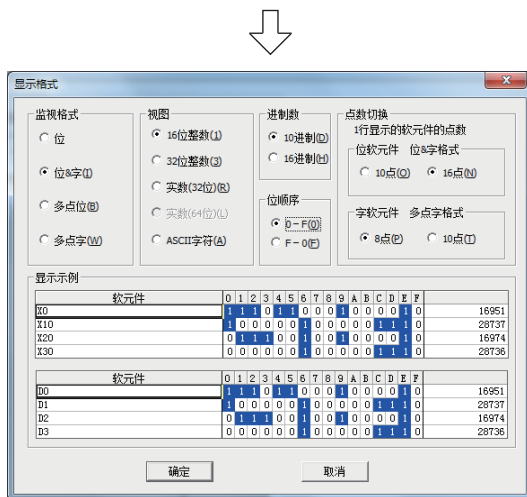 显示格式
监视格式
位
位&字(I)
多点位(B)
多点字(W)
视图
16位整数(1)
32位整数(3)
实数(32位)(R)
实数(64位)(L)
ASCII字符(A)
进制数
10进制(D)
16进制(H)
位顺序
0-F(0)
F-0(F)
点数切换
1行显示的软元件的点数
位软元件 位&字格式
10点(O) 16点(N)
字软元件 多点字格式
8点(P) 10点(T)
显示示例
软元件 0 1 2 3 4 5 6 7 8 9 A B C D E F
X0 1 1 1 0 1 1 0 0 0 1 0 0 0 0 1 0 16951
X10 1 0 0 0 0 0 1 0 0 0 0 0 1 1 1 0 28737
X20 0 1 1 1 0 0 1 0 0 1 0 0 0 0 1 0 16974
X30 0 0 0 0 0 0 1 0 0 0 0 0 1 1 1 0 28736
软元件 0 1 2 3 4 5 6 7 8 9 A B C D E F
D0 1 1 1 0 1 1 0 0 0 1 0 0 0 0 1 0 16951
D1 1 0 0 0 0 0 1 0 0 0 0 0 1 1 1 0 28737
D2 0 1 1 1 0 0 1 0 0 1 0 0 0 0 1 0 16974
D3 0 0 0 0 0 0 1 0 0 0 0 0 1 1 1 0 28736
确定 取消